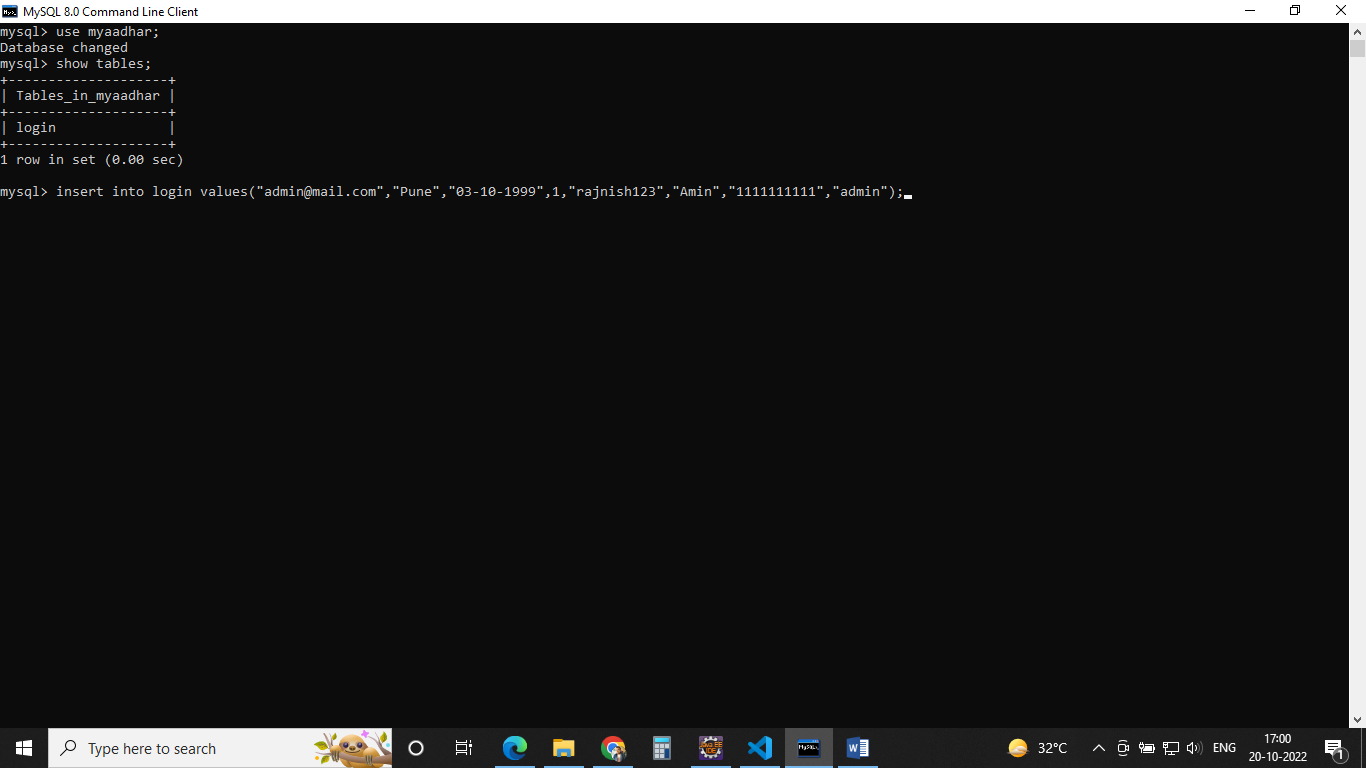 MySQL 8.0 Command Line Client
mysql> use myaadhar;
Database changed
mysql> show tables;
+--------------------+
| Tables_in_myaadhar |
+--------------------+
| login              |
+--------------------+
1 row in set (0.00 sec)
mysql> insert into login values("admin@mail.com","Pune","03-10-1999",1,"rajnish123","Amin","1111111111","admin");
Type here to search
32°C
ENG
17:00
20-10-2022
1